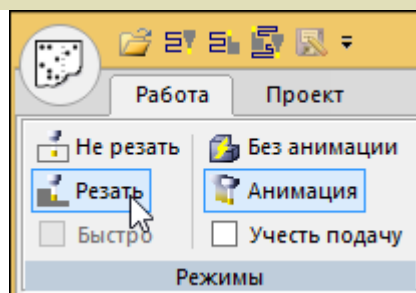 Работа Проект
Не резать Без анимации
Резать Анимация
Быстро Учесть подачу
Режимы